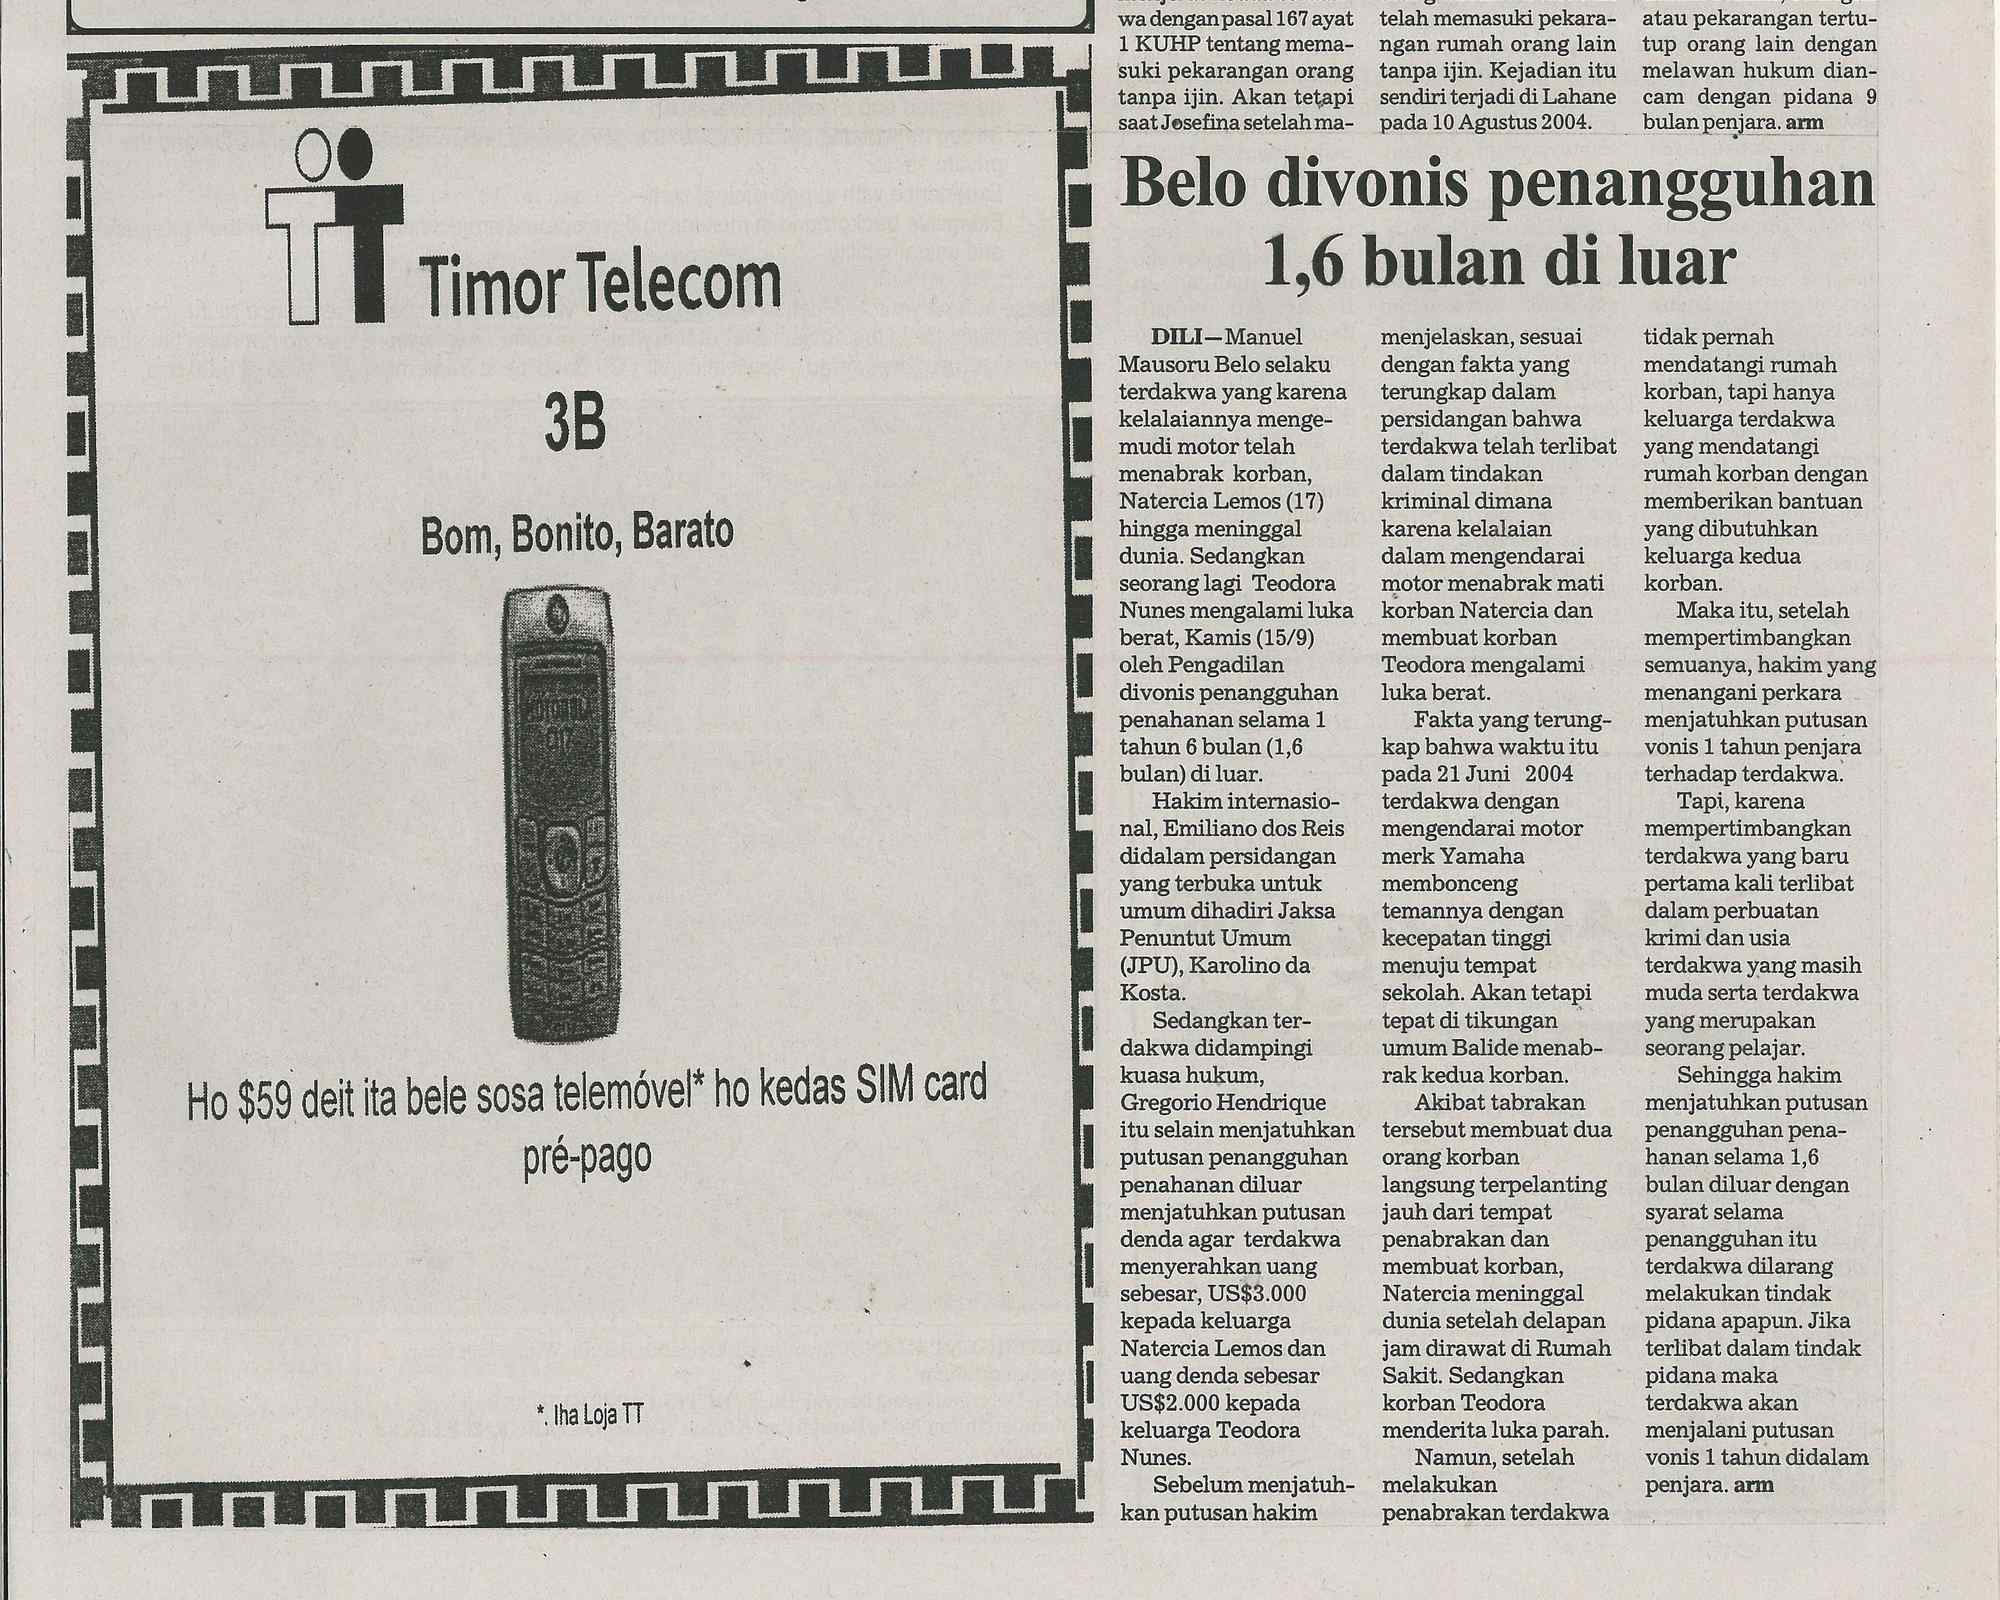 Timor Telecom
3B
Bom, Bonito, Barato
Ho $59 deit ita bele sosa telemóvel* ho kedas SIM card
pré-pago
*. Iha Loja TT
wa dengan pasal 167 ayat
1 KUHP tentang mema-
suki pekarangan orang
tanpa ijin. Akan tetapi
saat Josefina setelah ma-
telah memasuki pekara-
ngan rumah orang lain
tanpa ijin. Kejadian itu
sendiri terjadi di Lahane
pada 10 Agustus 2004.
atau pekarangan tertu-
tup orang lain dengan
melawan hukum dian-
cam dengan pidana 9
bulan penjara. arm
Belo divonis penangguhan
1,6 bulan di luar
DILI—Manuel
Mausoru Belo selaku
terdakwa yang karena
kelalaiannya menge-
mudi motor telah
menabrak korban,
Natercia Lemos (17)
hingga meninggal
dunia. Sedangkan
seorang lagi Teodora
Nunes mengalami luka
berat, Kamis (15/9)
oleh Pengadilan
divonis penangguhan
penahanan selama 1
tahun 6 bulan (1,6
bulan) di luar.
Hakim internasio-
nal, Emiliano dos Reis
didalam persidangan
yang terbuka untuk
umum dihadiri Jaksa
Penuntut Umum
(JPU), Karolino da
Kosta.
Sedangkan ter-
dakwa didampingi
kuasa hukum,
Gregorio Hendrique
itu selain menjatuhkan
putusan penangguhan
penahanan diluar
menjatuhkan putusan
denda agar terdakwa
menyerahkan uang
sebesar, US$3.000
kepada keluarga
Natercia Lemos dan
uang denda sebesar
US$2.000 kepada
keluarga Teodora
Nunes.
Sebelum menjatuh-
kan putusan hakim
menjelaskan, sesuai
dengan fakta yang
terungkap dalam
persidangan bahwa
terdakwa telah terlibat
dalam tindakan
kriminal dimana
karena kelalaian
dalam mengendarai
motor menabrak mati
korban Natercia dan
membuat korban
Teodora mengalami
luka berat.
Fakta yang terung-
kap bahwa waktu itu
pada 21 Juni 2004
terdakwa dengan
mengendarai motor
merk Yamaha
membonceng
temannya dengan
kecepatan tinggi
menuju tempat
sekolah. Akan tetapi
tepat di tikungan
umum Balide menab-
rak kedua korban.
Akibat tabrakan
tersebut membuat dua
orang korban
langsung terpelanting
jauh dari tempat
penabrakan dan
membuat korban,
Natercia meninggal
dunia setelah delapan
jam dirawat di Rumah
Sakit. Sedangkan
korban Teodora
menderita luka parah.
Namun, setelah
melakukan
penabrakan terdakwa
tidak pernah
mendatangi rumah
korban, tapi hanya
keluarga terdakwa
yang mendatangi
rumah korban dengan
memberikan bantuan
yang dibutuhkan
keluarga kedua
korban.
Maka itu, setelah
mempertimbangkan
semuanya, hakim yang
menangani perkara
menjatuhkan putusan
vonis 1 tahun penjara
terhadap terdakwa.
Tapi, karena
mempertimbangkan
terdakwa yang baru
pertama kali terlibat
dalam perbuatan
krimi dan usia
terdakwa yang masih
muda serta terdakwa
yang merupakan
seorang pelajar.
Sehingga hakim
menjatuhkan putusan
penangguhan pena-
hanan selama 1,6
bulan diluar dengan
syarat selama
penangguhan itu
terdakwa dilarang
melakukan tindak
pidana apapun. Jika
terlibat dalam tindak
pidana maka
terdakwa akan
menjalani putusan
vonis 1 tahun didalam
penjara. arm